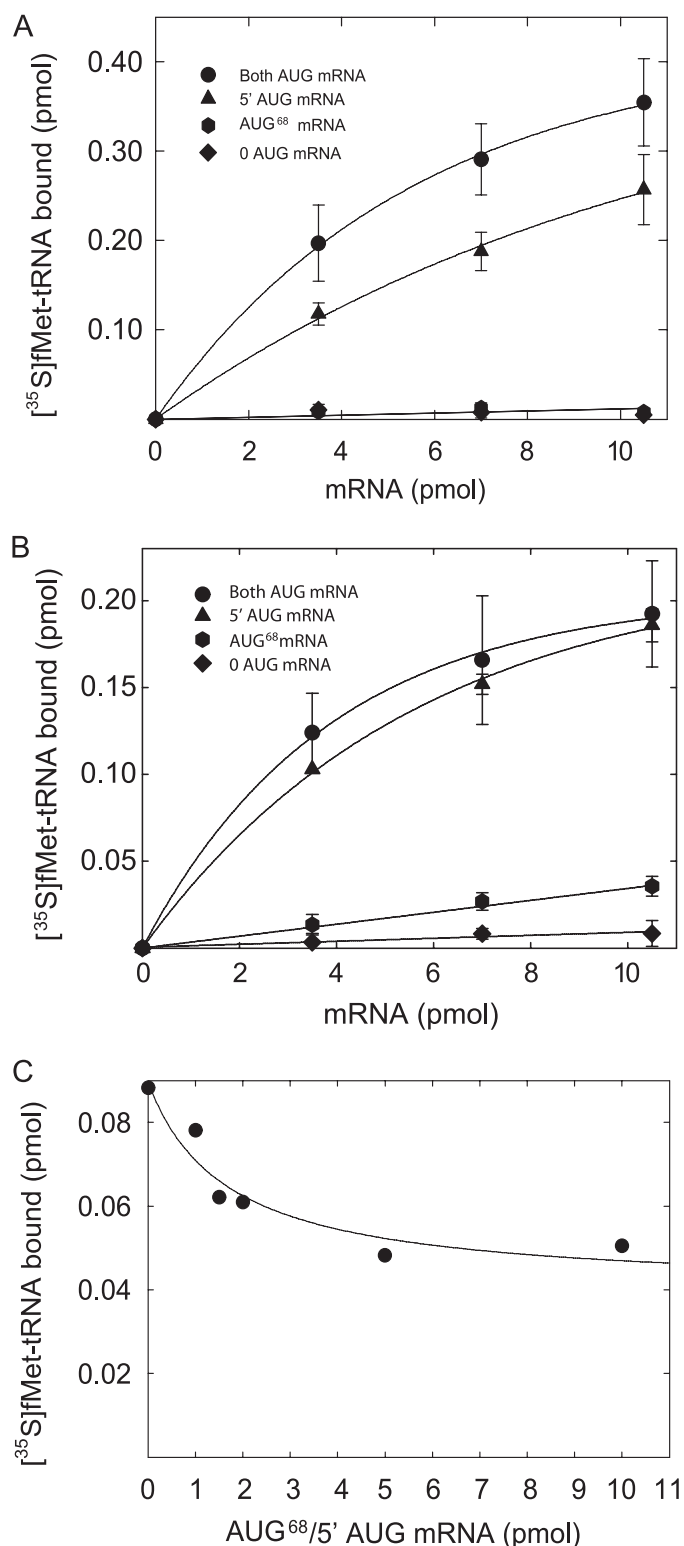 A
[³⁵S]fMet-tRNA bound (pmol)
0.40
0.30
0.20
0.10
Both AUG mRNA
5' AUG mRNA
AUG⁶⁸ mRNA
0 AUG mRNA
0 2 4 6 8 10
mRNA (pmol)
B
[³⁵S]fMet-tRNA bound (pmol)
0.20
0.15
0.10
0.05
Both AUG mRNA
5' AUG mRNA
AUG⁶⁸mRNA
0 AUG mRNA
0 2 4 6 8 10
mRNA (pmol)
C
[³⁵S]fMet-tRNA bound (pmol)
0.08
0.06
0.04
0.02
0 1 2 3 4 5 6 7 8 9 10 11
AUG⁶⁸/5' AUG mRNA (pmol)